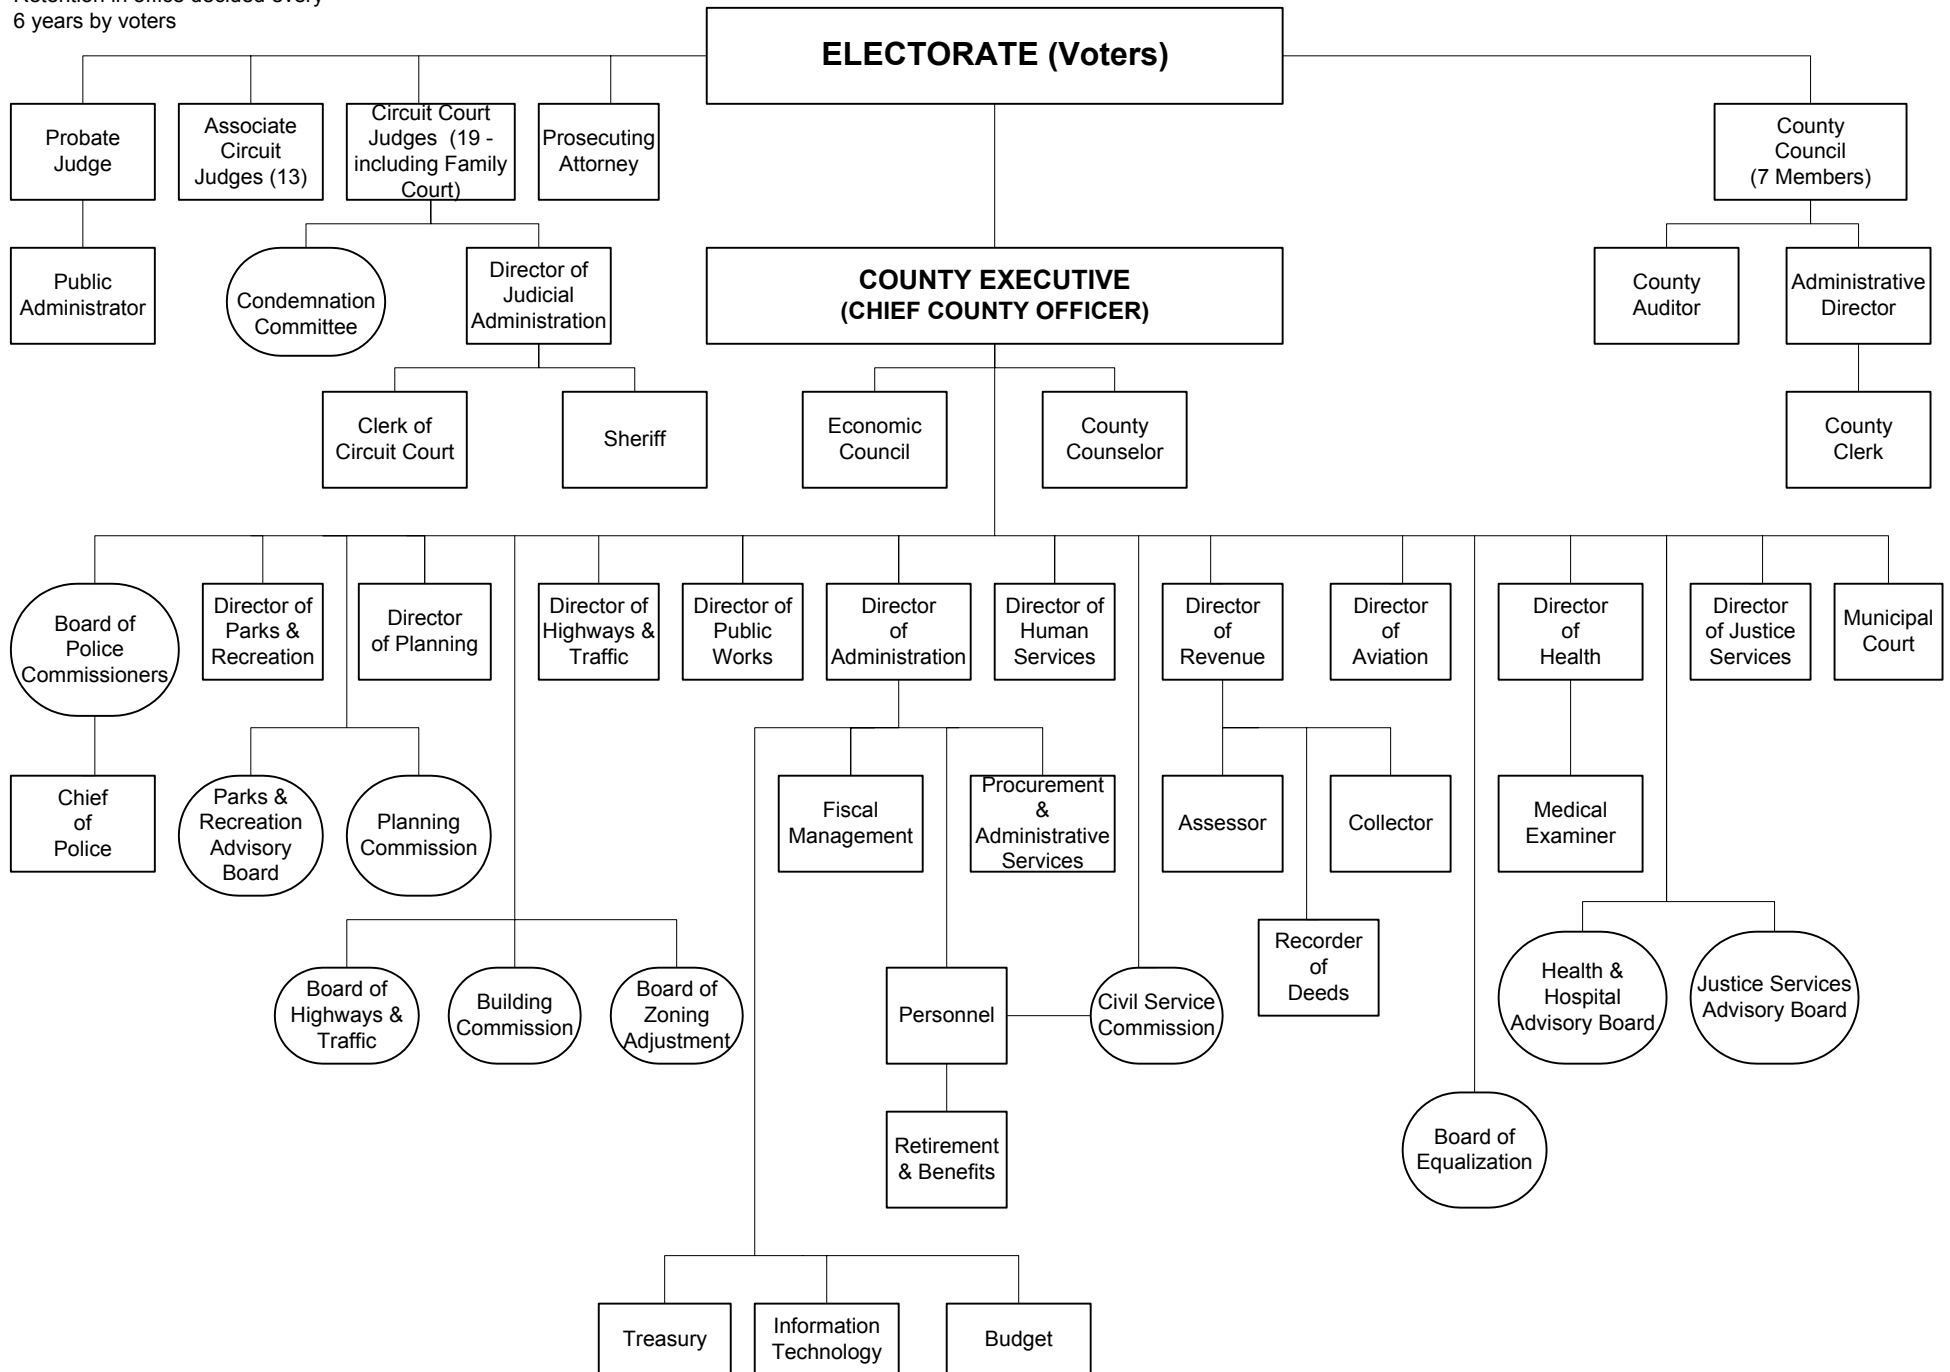 Retention in office decided every
6 years by voters
ELECTORATE (Voters)
Probate
Judge
Associate
Circuit
Judges (13)
Circuit Court
Judges (19 -
including Family
Court)
Prosecuting
Attorney
County
Council
(7 Members)
Public
Administrator
Condemnation
Committee
Director of
Judicial
Administration
COUNTY EXECUTIVE
(CHIEF COUNTY OFFICER)
County
Auditor
Administrative
Director
Clerk of
Circuit Court
Sheriff
Economic
Council
County
Counselor
County
Clerk
Board of
Police
Commissioners
Director of
Parks &
Recreation
Director
of Planning
Director of
Highways &
Traffic
Director of
Public
Works
Director
of
Administration
Director of
Human
Services
Director
of
Revenue
Director
of
Aviation
Director
of
Health
Director
of Justice
Services
Municipal
Court
Chief
of
Police
Parks &
Recreation
Advisory
Board
Planning
Commission
Fiscal
Management
Procurement
&
Administrative
Services
Assessor
Collector
Medical
Examiner
Recorder
of
Deeds
Board of
Highways &
Traffic
Building
Commission
Board of
Zoning
Adjustment
Personnel
Civil Service
Commission
Health &
Hospital
Advisory Board
Justice Services
Advisory Board
Retirement
& Benefits
Board of
Equalization
Treasury
Information
Technology
Budget